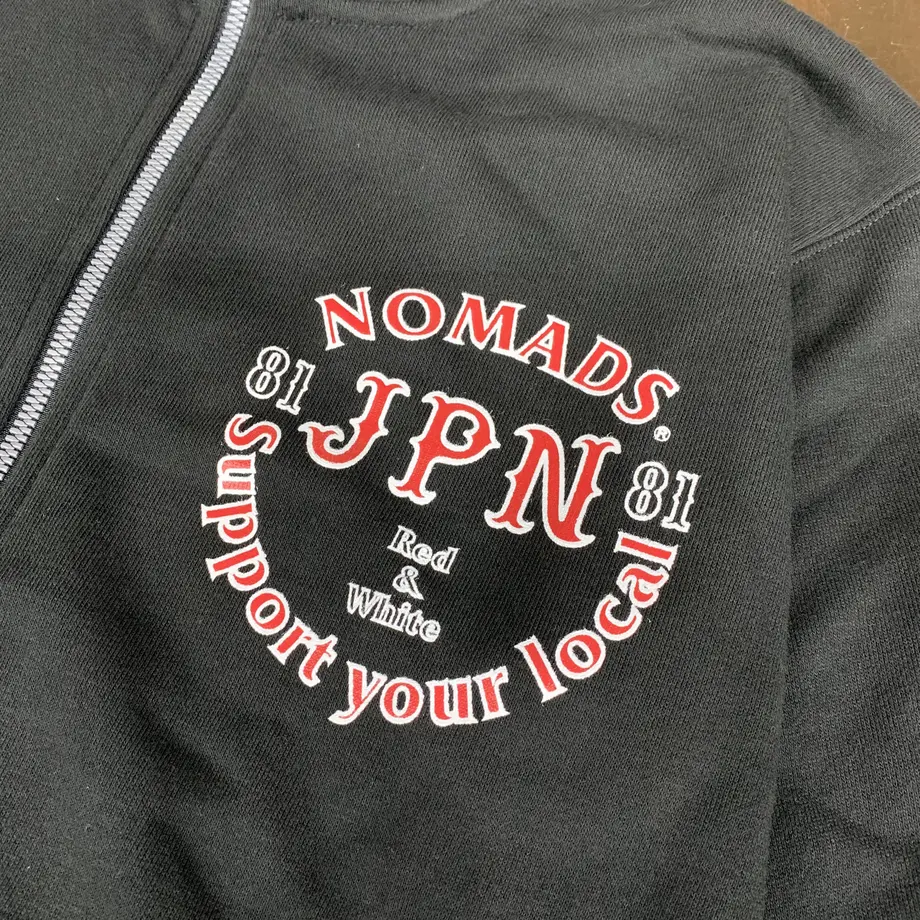 NOMADS®
81 JPN 81
Red
&
White
Support your local